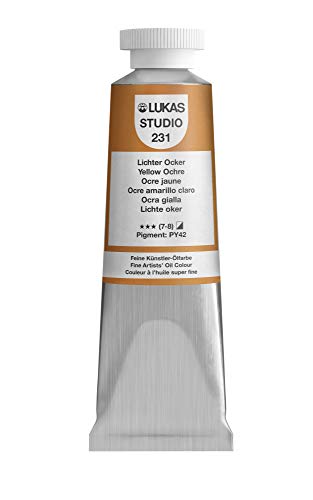 LUKAS
STUDIO
231
Lichter Ocker
Yellow Ochre
Ocre jaune
Ocre amarillo claro
Ocra gialla
Lichte oker
★★★ (7-8)
Pigment: PY42
Feine Künstler-Ölfarbe
Fine Artists' Oil Colour
Couleur à l'huile super fine